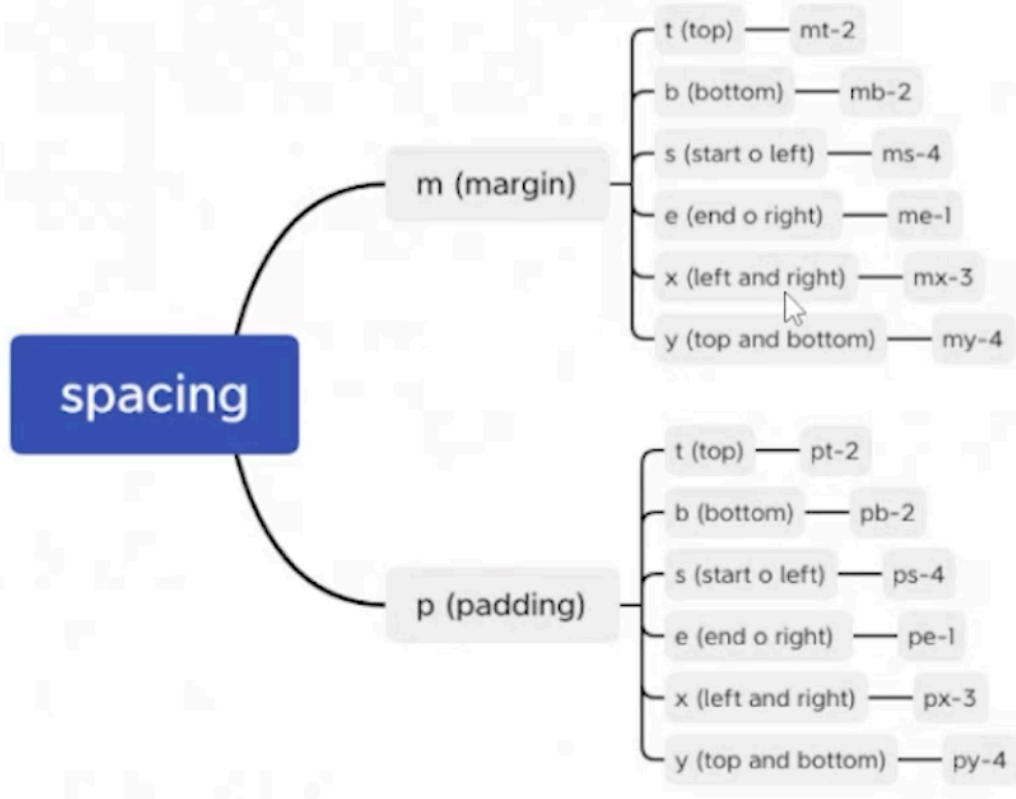 spacing
m (margin)
t (top) mt-2
b (bottom) mb-2
s (start o left) ms-4
e (end o right) me-1
x (left and right) mx-3
y (top and bottom) my-4
p (padding)
t (top) pt-2
b (bottom) pb-2
s (start o left) ps-4
e (end o right) pe-1
x (left and right) px-3
y (top and bottom) py-4